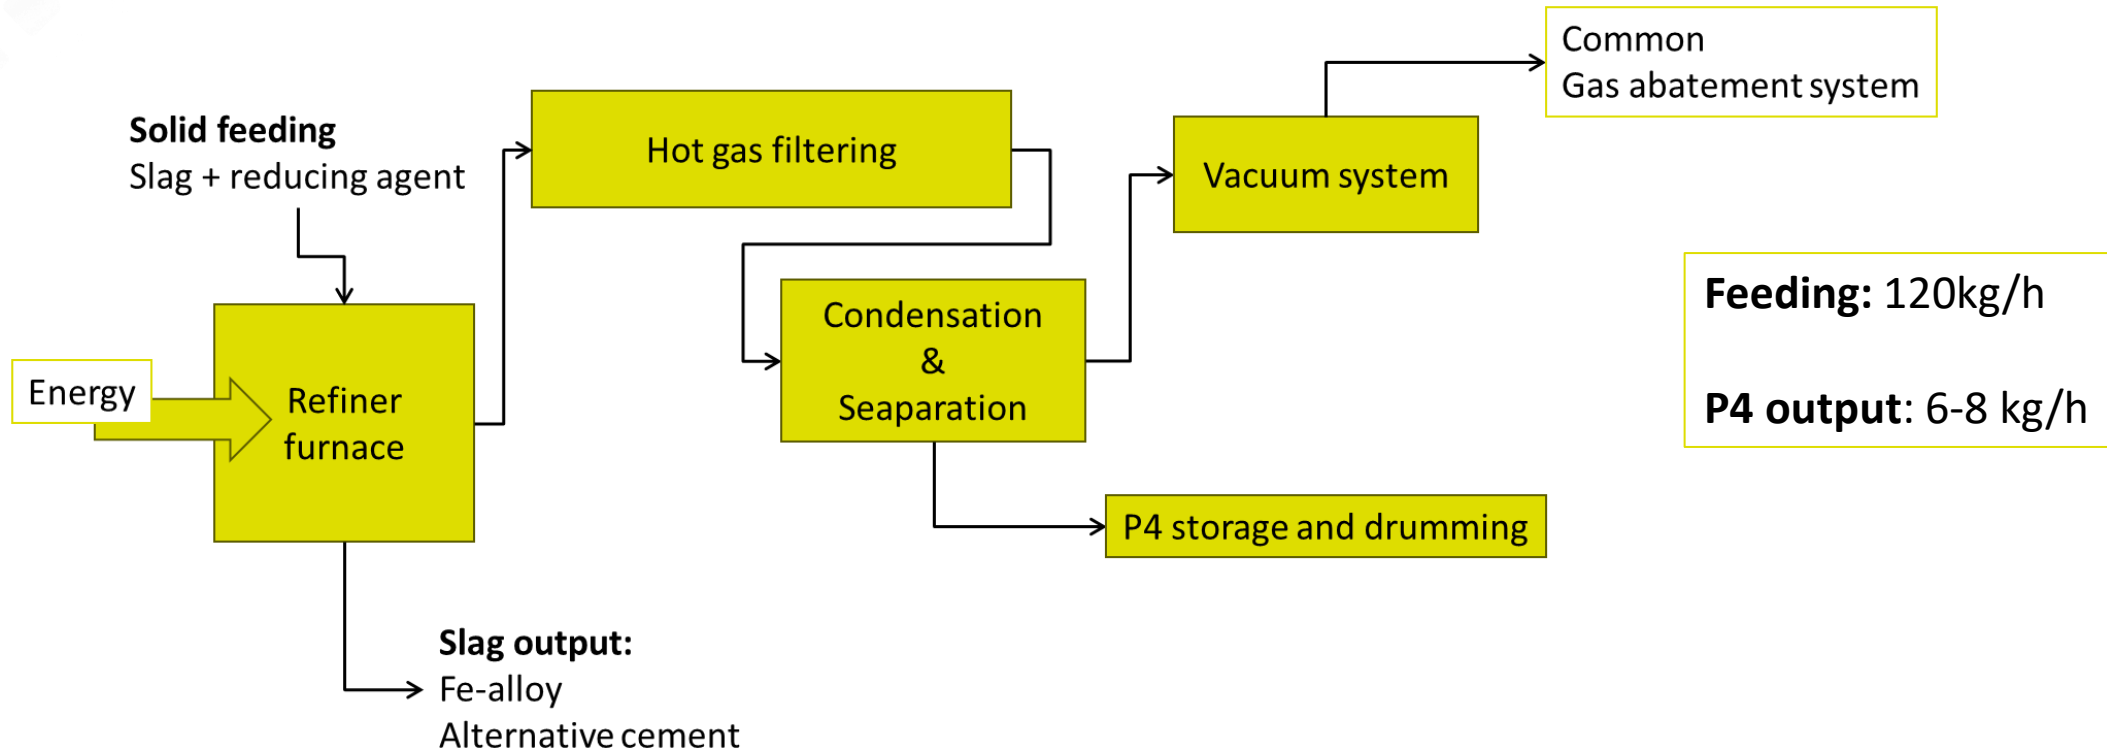 Common
Gas abatement system
Solid feeding
Slag + reducing agent
Hot gas filtering
Vacuum system
Condensation
&
Seaparation
Feeding: 120kg/h
P4 output: 6-8 kg/h
Energy
Refiner
furnace
P4 storage and drumming
Slag output:
Fe-alloy
Alternative cement